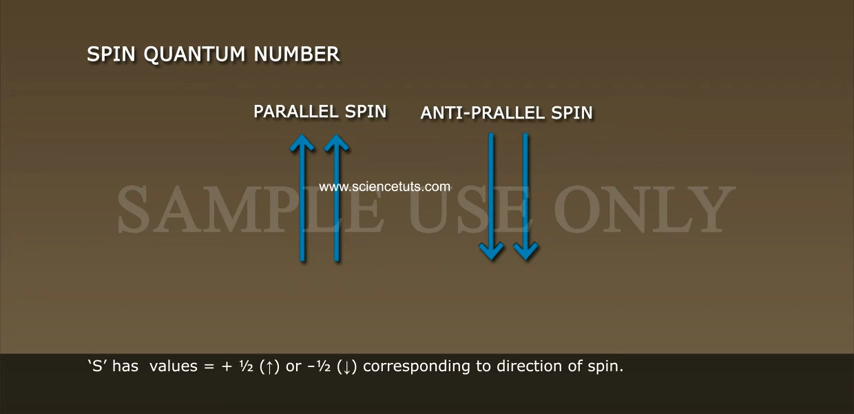 SPIN QUANTUM NUMBER
PARALLEL SPIN
ANTI-PRALLEL SPIN
www.sciencetuts.com
SAMPLE USE ONLY
‘S’ has  values = + ½ (↑) or –½ (↓) corresponding to direction of spin.